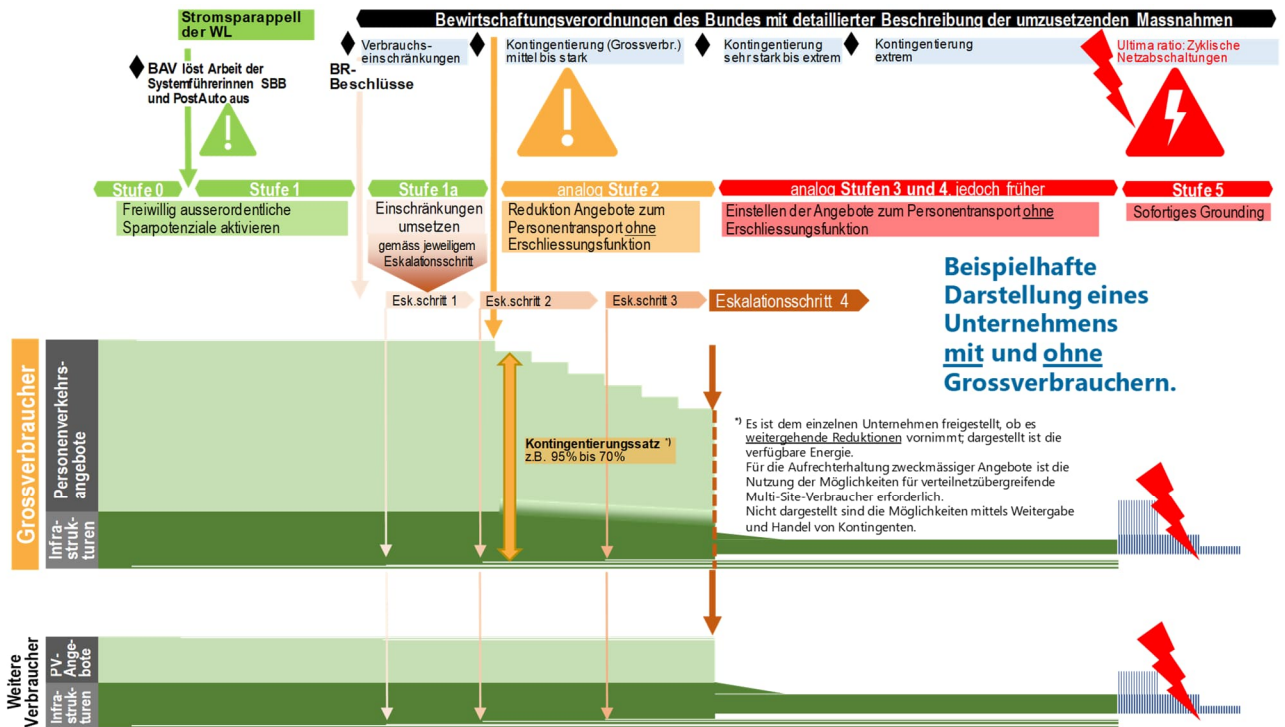 Stromsparappell
der WL
Bewirtschaftungsverordnungen des Bundes mit detaillierter Beschreibung der umzusetzenden Massnahmen
Verbrauchs-
einschränkungen
Kontingentierung (Grossverbr.)
mittel bis stark
Kontingentierung
sehr stark bis extrem
Kontingentierung
extrem
Ultima ratio: Zyklische
Netzabschaltungen
BAV löst Arbeit der
Systemführerinnen SBB
und PostAuto aus
BR-
Beschlüsse
Stufe 0
Stufe 1
Stufe 1a
analog Stufe 2
analog Stufen 3 und 4, jedoch früher
Stufe 5
Freiwillig ausserordentliche
Sparpotenziale aktivieren
Einschränkungen
umsetzen
gemäss jeweiligem
Eskalationsschritt
Reduktion Angebote zum
Personentransport ohne
Erschliessungsfunktion
Einstellen der Angebote zum Personentransport ohne
Erschliessungsfunktion
Sofortiges Grounding
Esk.schritt 1
Esk.schritt 2
Esk.schritt 3
Eskalationsschritt 4
Beispielhafte
Darstellung eines
Unternehmens
mit und ohne
Grossverbrauchern.
Grossverbraucher
Personenverkehrs-
angebote
Infra-
struk-
turen
Kontingentierungssatz *)
z.B. 95% bis 70%
*) Es ist dem einzelnen Unternehmen freigestellt, ob es
weitergehende Reduktionen vornimmt; dargestellt ist die
verfügbare Energie.
Für die Aufrechterhaltung zweckmässiger Angebote ist die
Nutzung der Möglichkeiten für verteilnetzübergreifende
Multi-Site-Verbraucher erforderlich.
Nicht dargestellt sind die Möglichkeiten mittels Weitergabe
und Handel von Kontingenten.
Weitere
Verbraucher
PV-
Ange-
bote
Infra-
struk-
turen